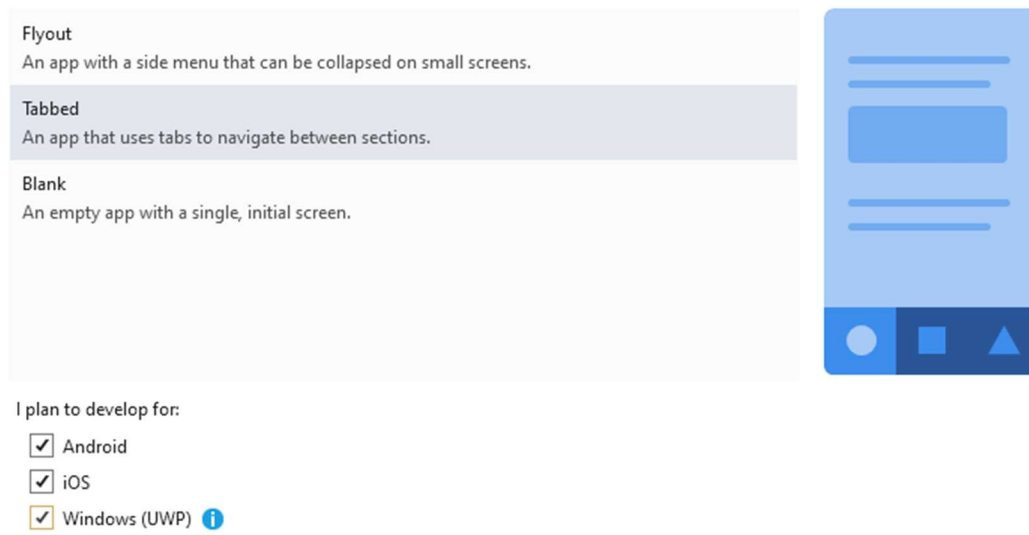 Flyout
An app with a side menu that can be collapsed on small screens.
Tabbed
An app that uses tabs to navigate between sections.
Blank
An empty app with a single, initial screen.
I plan to develop for:
Android
iOS
Windows (UWP)